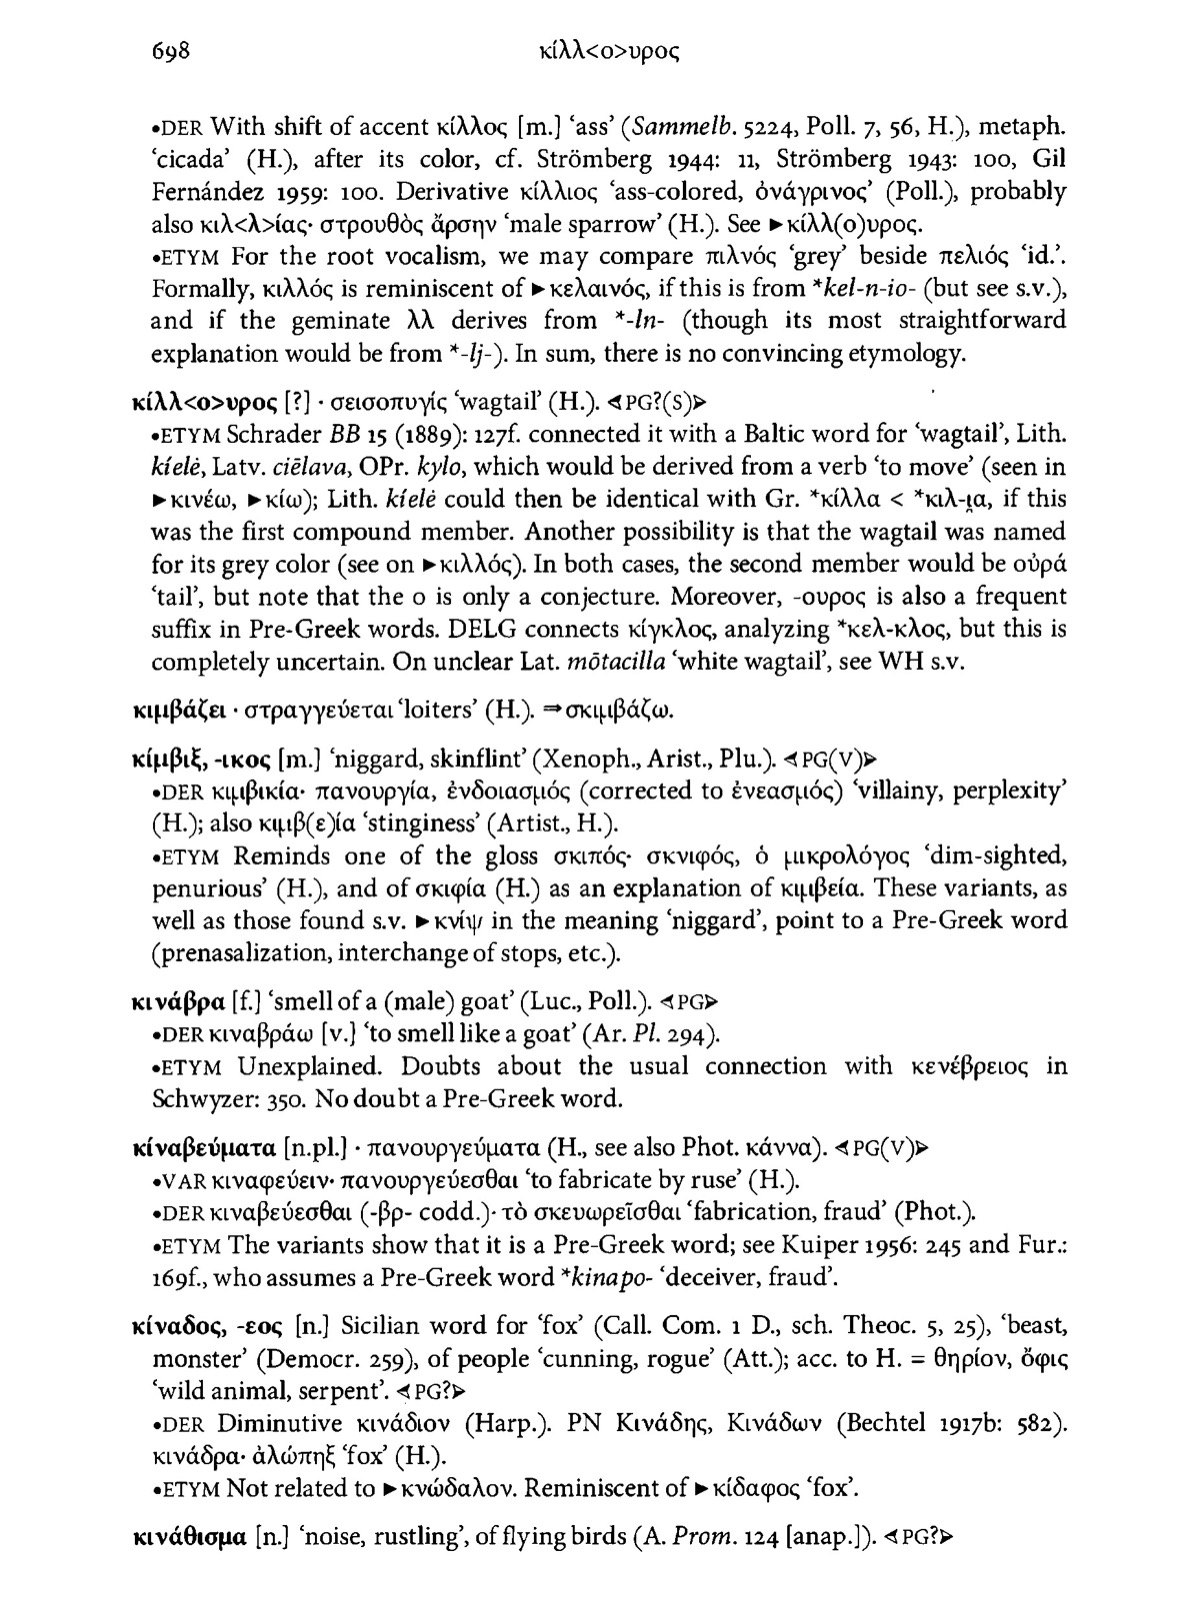 698
κίλλ<ο>υρος
•DER With shift of accent κίλλος [m.] ‘ass’ (Sammelb. 5224, Poll. 7, 56, H.), metaph.
‘cicada’ (H.), after its color, cf. Strömberg 1944: 11, Strömberg 1943: 100, Gil
Fernández 1959: 100. Derivative κίλλιος ‘ass-colored, ὀνάγρινος’ (Poll.), probably
also κιλ<λ>ίας· στρουθὸς ἄρσην ‘male sparrow’ (H.). See ►κίλλ(ο)υρος.
•ETYM For the root vocalism, we may compare πιλνός ‘grey’ beside πελιός ‘id.’.
Formally, κιλλός is reminiscent of ►κελαινός, if this is from *kel-n-io- (but see s.v.),
and if the geminate λλ derives from *-ln- (though its most straightforward
explanation would be from *-lj-). In sum, there is no convincing etymology.
κίλλ<ο>υρος [?] · σεισοπυγίς ‘wagtail’ (H.). ⊲PG?(S)⊳
•ETYM Schrader BB 15 (1889): 127f. connected it with a Baltic word for ‘wagtail’, Lith.
kíelė, Latv. ciēlava, OPr. kylo, which would be derived from a verb ‘to move’ (seen in
►κινέω, ►κίω); Lith. kíelė could then be identical with Gr. *κίλλα < *κιλ-ι̯α, if this
was the first compound member. Another possibility is that the wagtail was named
for its grey color (see on ►κιλλός). In both cases, the second member would be οὐρά
‘tail’, but note that the ο is only a conjecture. Moreover, -ουρος is also a frequent
suffix in Pre-Greek words. DELG connects κίγκλος, analyzing *κελ-κλος, but this is
completely uncertain. On unclear Lat. mōtacilla ‘white wagtail’, see WH s.v.
κιμβάζει · στραγγεύεται ‘loiters’ (H.). ⇒σκιμβάζω.
κίμβιξ, -ικος [m.] ‘niggard, skinflint’ (Xenoph., Arist., Plu.). ⊲PG(V)⊳
•DER κιμβικία· πανουργία, ἐνδοιασμός (corrected to ἐνεασμός) ‘villainy, perplexity’
(H.); also κιμβ(ε)ία ‘stinginess’ (Artist., H.).
•ETYM Reminds one of the gloss σκιπός· σκνιφός, ὁ μικρολόγος ‘dim-sighted,
penurious’ (H.), and of σκιφία (H.) as an explanation of κιμβεία. These variants, as
well as those found s.v. ►κνίψ in the meaning ‘niggard’, point to a Pre-Greek word
(prenasalization, interchange of stops, etc.).
κινάβρα [f.] ‘smell of a (male) goat’ (Luc., Poll.). ⊲PG⊳
•DER κιναβράω [v.] ‘to smell like a goat’ (Ar. Pl. 294).
•ETYM Unexplained. Doubts about the usual connection with κενέβρειος in
Schwyzer: 350. No doubt a Pre-Greek word.
κίναβεύματα [n.pl.] · πανουργεύματα (H., see also Phot. κάννα). ⊲PG(V)⊳
•VAR κιναφεύειν· πανουργεύεσθαι ‘to fabricate by ruse’ (H.).
•DER κιναβεύεσθαι (-βρ- codd.)· τὸ σκευωρεῖσθαι ‘fabrication, fraud’ (Phot.).
•ETYM The variants show that it is a Pre-Greek word; see Kuiper 1956: 245 and Fur.:
169f., who assumes a Pre-Greek word *kinapo- ‘deceiver, fraud’.
κίναδος, -εος [n.] Sicilian word for ‘fox’ (Call. Com. 1 D., sch. Theoc. 5, 25), ‘beast,
monster’ (Democr. 259), of people ‘cunning, rogue’ (Att.); acc. to H. = θηρίον, ὄφις
‘wild animal, serpent’. ⊲PG?⊳
•DER Diminutive κινάδιον (Harp.). PN Κινάδης, Κινάδων (Bechtel 1917b: 582).
κινάδρα· ἀλώπηξ ‘fox’ (H.).
•ETYM Not related to ►κνώδαλον. Reminiscent of ►κίδαφος ‘fox’.
κινάθισμα [n.] ‘noise, rustling’, of flying birds (A. Prom. 124 [anap.]). ⊲PG?⊳